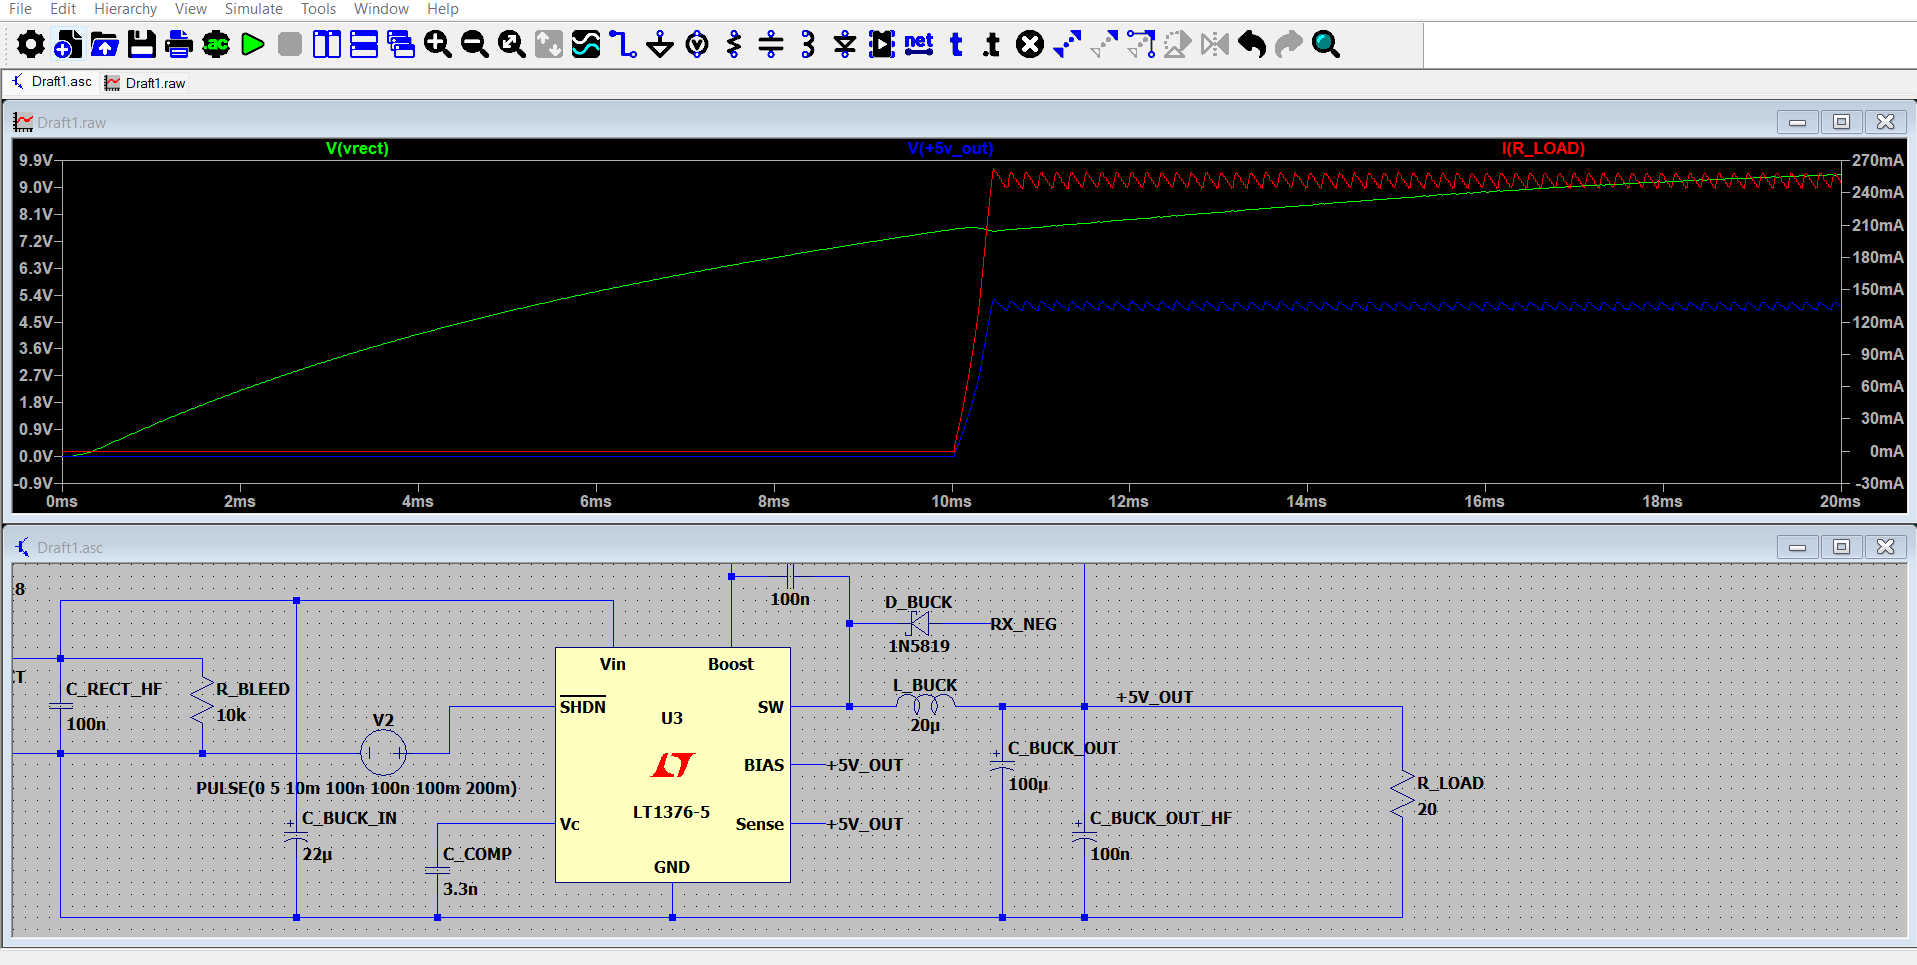 File Edit Hierarchy View Simulate Tools Window Help
.ac net t .t
Draft1.asc Draft1.raw
Draft1.raw
V(vrect) V(+5v_out) I(R_LOAD)
9.9V 270mA
9.0V 240mA
8.1V 210mA
7.2V 180mA
6.3V 150mA
5.4V 120mA
4.5V 90mA
3.6V 60mA
2.7V 30mA
1.8V 0mA
0.9V -30mA
0.0V
-0.9V
0ms 2ms 4ms 6ms 8ms 10ms 12ms 14ms 16ms 18ms 20ms
Draft1.asc
8
100n
D_BUCK
RX_NEG
1N5819
Vin Boost
T
C_RECT_HF
100n
R_BLEED
10k
V2
PULSE(0 5 10m 100n 100n 100m 200m)
SHDN
U3
SW
L_BUCK
20µ
+5V_OUT
BIAS
+5V_OUT
C_BUCK_OUT
100µ
R_LOAD
20
LT1376-5
C_BUCK_IN
22µ
Vc
Sense
+5V_OUT
C_BUCK_OUT_HF
100n
C_COMP
3.3n
GND